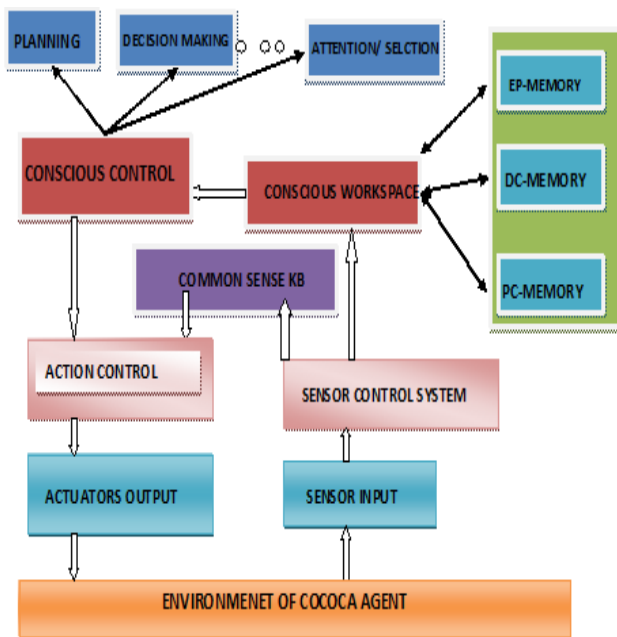 PLANNING
DECISION MAKING
ATTENTION/ SELCTION
EP-MEMORY
CONSCIOUS CONTROL
CONSCIOUS WORKSPACE
DC-MEMORY
COMMON SENSE KB
PC-MEMORY
ACTION CONTROL
SENSOR CONTROL SYSTEM
ACTUATORS OUTPUT
SENSOR INPUT
ENVIRONMENET OF COCOCA AGENT